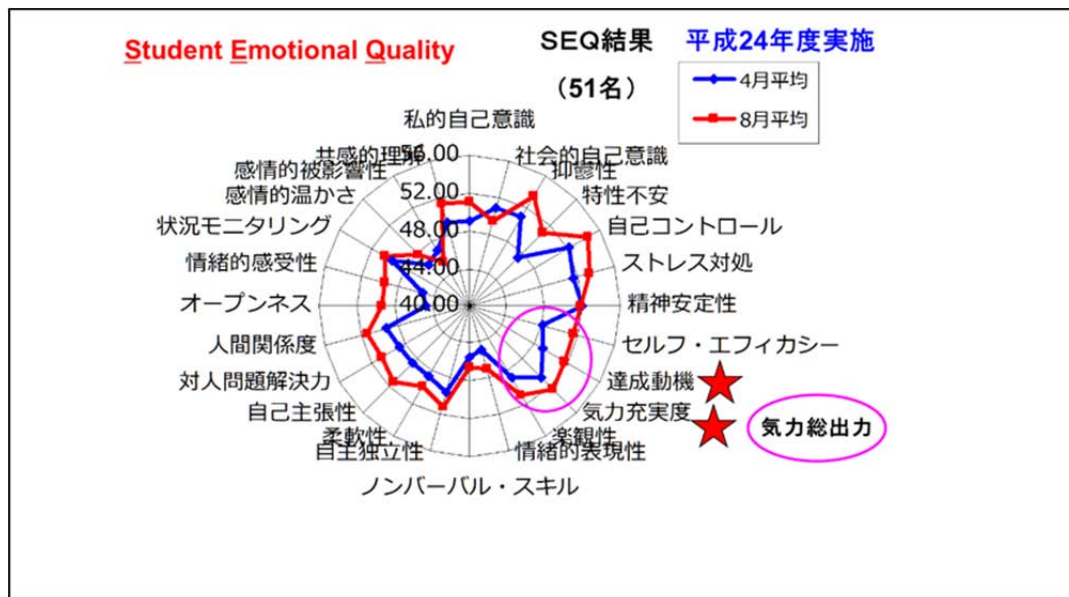 Student Emotional Quality
SEQ結果
平成24年度実施
(51名)
4月平均
8月平均
私的自己意識
社会的自己意識
抑鬱性
特性不安
自己コントロール
ストレス対処
精神安定性
セルフ・エフィカシー
達成動機
気力充実度
楽観性
情緒的表現性
ノンバーバル・スキル
自主独立性
柔軟性
自己主張性
対人問題解決力
人間関係度
オープンネス
情緒的感受性
状況モニタリング
感情的温かさ
感情的被影響性
共感的理解
56.00
52.00
48.00
44.00
40.00
気力総出力